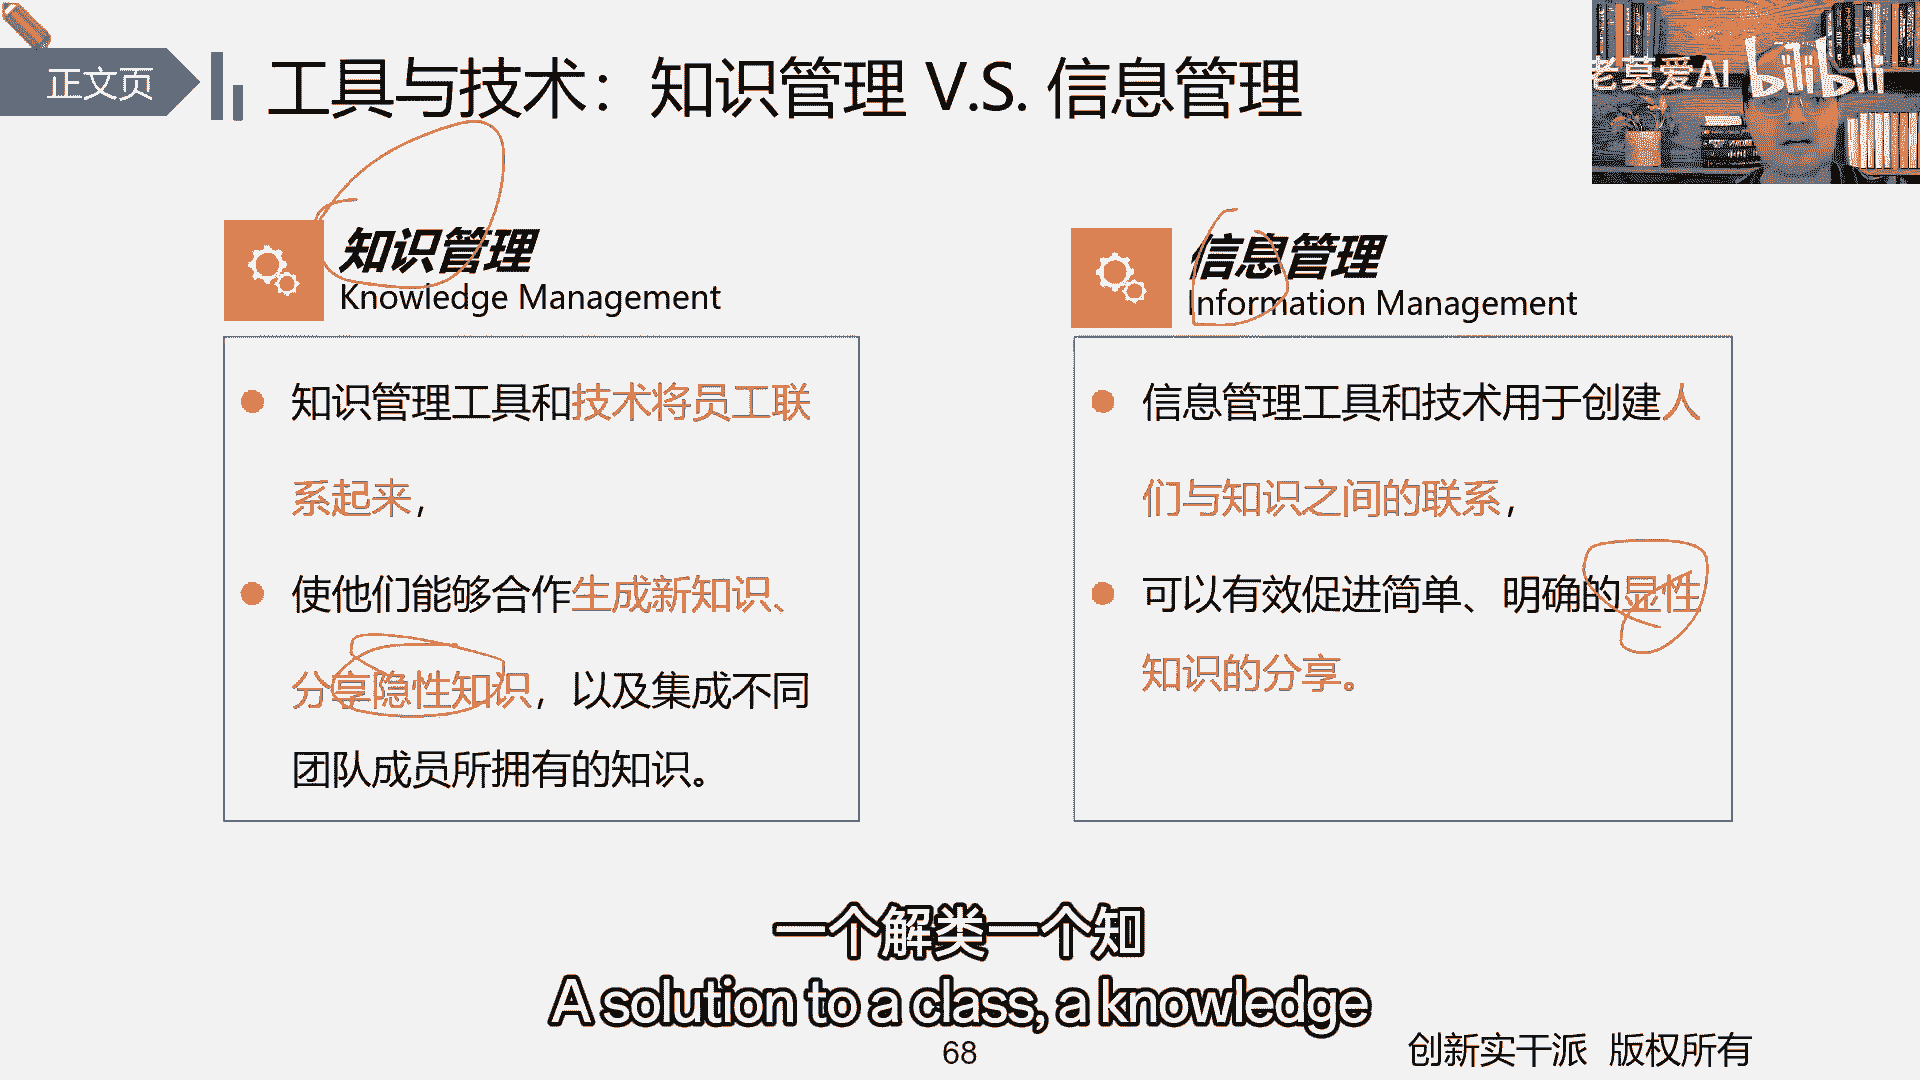 正文页
工具与技术：知识管理 V.S. 信息管理
老莫爱AI
bilibili
知识管理
Knowledge Management
知识管理工具和技术将员工联
系起来，
使他们能够合作生成新知识、
分享隐性知识，以及集成不同
团队成员所拥有的知识。
信息管理
Information Management
信息管理工具和技术用于创建人
们与知识之间的联系，
可以有效促进简单、明确的显性
知识的分享。
一个解类一个知
A solution to a class, a knowledge
68
创新实干派 版权所有